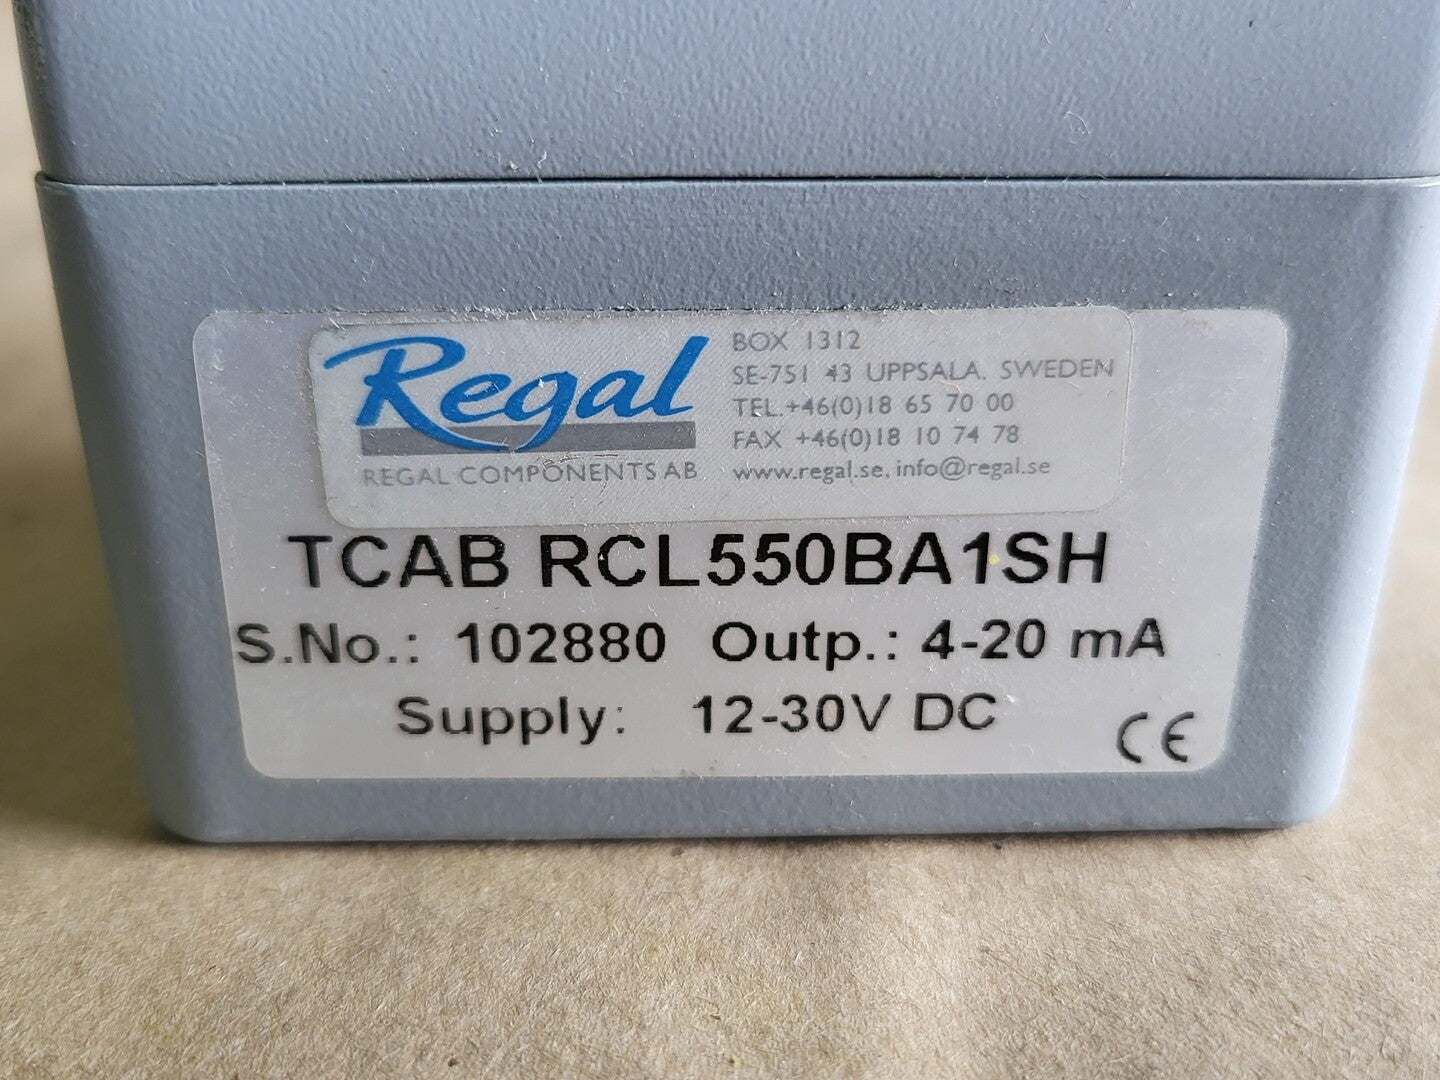 Regal
REGAL COMPONENTS AB
BOX 1312
SE-751 43 UPPSALA. SWEDEN
TEL.+46(0)18 65 70 00
FAX +46(0)18 10 74 78
www.regal.se, info@regal.se
TCAB RCL550BA1SH
S.No.: 102880 Outp.: 4-20 mA
Supply: 12-30V DC
CE